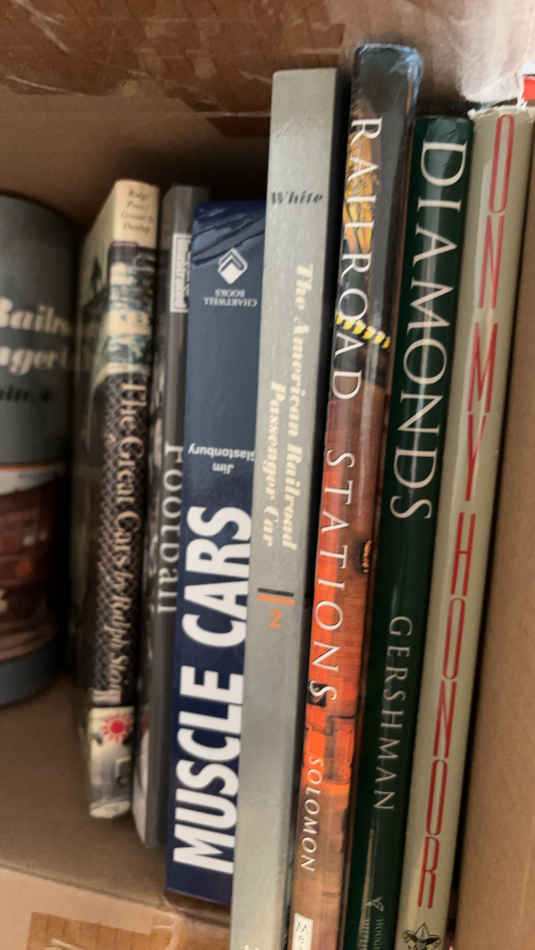 The Great Cars by Ralph Stein
Football
CHARTWELL
BOOKS
Jim
Glastonbury
MUSCLE CARS
White
The American Railroad
Passenger Car
2
RAILROAD STATIONS
SOLOMON
DIAMONDS
GERSHMAN
ON MY HONOR